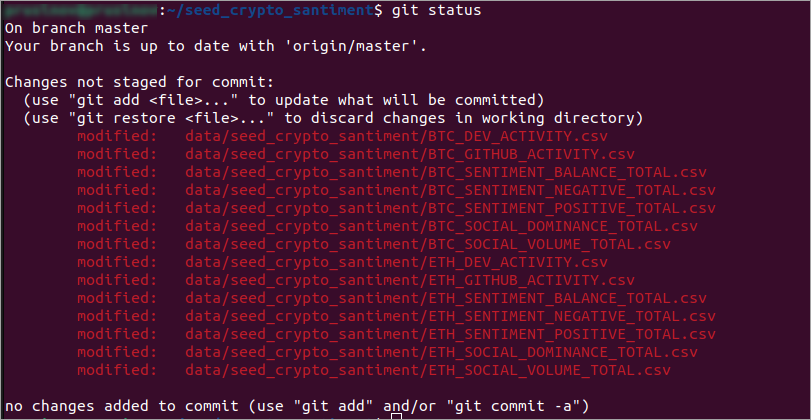 :~/seed_crypto_santiment$ git status
On branch master
Your branch is up to date with 'origin/master'.
Changes not staged for commit:
(use "git add <file>..." to update what will be committed)
(use "git restore <file>..." to discard changes in working directory)
modified: data/seed_crypto_santiment/BTC_DEV_ACTIVITY.csv
modified: data/seed_crypto_santiment/BTC_GITHUB_ACTIVITY.csv
modified: data/seed_crypto_santiment/BTC_SENTIMENT_BALANCE_TOTAL.csv
modified: data/seed_crypto_santiment/BTC_SENTIMENT_NEGATIVE_TOTAL.csv
modified: data/seed_crypto_santiment/BTC_SENTIMENT_POSITIVE_TOTAL.csv
modified: data/seed_crypto_santiment/BTC_SOCIAL_DOMINANCE_TOTAL.csv
modified: data/seed_crypto_santiment/BTC_SOCIAL_VOLUME_TOTAL.csv
modified: data/seed_crypto_santiment/ETH_DEV_ACTIVITY.csv
modified: data/seed_crypto_santiment/ETH_GITHUB_ACTIVITY.csv
modified: data/seed_crypto_santiment/ETH_SENTIMENT_BALANCE_TOTAL.csv
modified: data/seed_crypto_santiment/ETH_SENTIMENT_NEGATIVE_TOTAL.csv
modified: data/seed_crypto_santiment/ETH_SENTIMENT_POSITIVE_TOTAL.csv
modified: data/seed_crypto_santiment/ETH_SOCIAL_DOMINANCE_TOTAL.csv
modified: data/seed_crypto_santiment/ETH_SOCIAL_VOLUME_TOTAL.csv
no changes added to commit (use "git add" and/or "git commit -a")